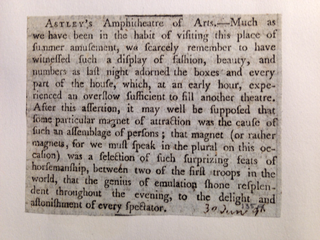 ASTLEY'S Amphitheatre of Arts.—Much as
we have been in the habit of visiting this place of
summer amusement, we scarcely remember to have
witnessed such a display of fashion, beauty, and
numbers as last night adorned the boxes and every
part of the house, which, at an early hour, expe-
rienced an overflow sufficient to fill another theatre.
After this assertion, it may well be supposed that
some particular magnet of attraction was the cause of
such an assemblage of persons; that magnet (or rather
magnets, for we must speak in the plural on this oc-
casion) was a selection of such surprizing feats of
horsemanship, between two of the first troops in the
world, that the genius of emulation shone resplen-
dent throughout the evening, to the delight and
astonishment of every spectator.
30 June